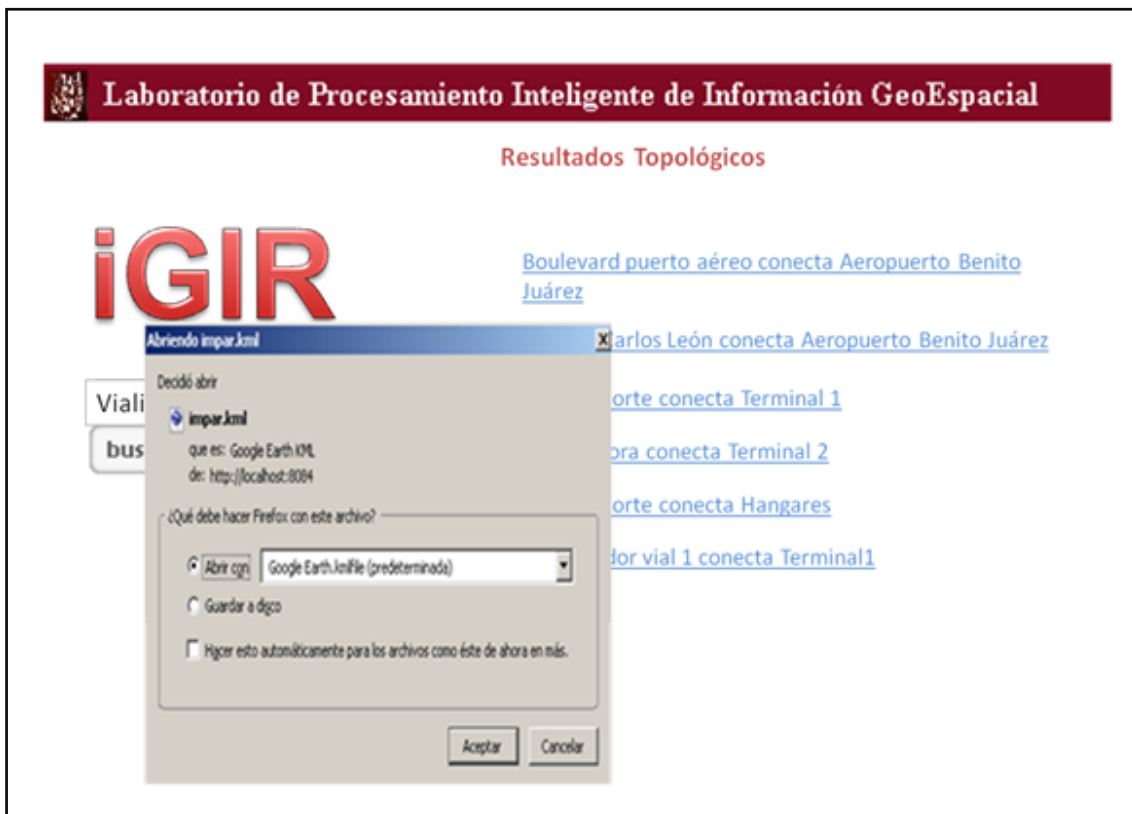 Laboratorio de Procesamiento Inteligente de Información GeoEspacial
Resultados Topológicos
iGIR
Boulevard puerto aéreo conecta Aeropuerto Benito
Juárez
arlos León conecta Aeropuerto Benito Juárez
orte conecta Terminal 1
ora conecta Terminal 2
orte conecta Hangares
dor vial 1 conecta Terminal1
Viali
bus
Abriendo impar.kml
X
Decidió abrir
impar.kml
que es: Google Earth KML
de: http://localhost:8084
¿Qué debe hacer Firefox con este archivo?
Abrir con
Google Earth.kmlfile (predeterminada)
Guardar a disco
Hacer esto automáticamente para los archivos como éste de ahora en más.
Aceptar
Cancelar